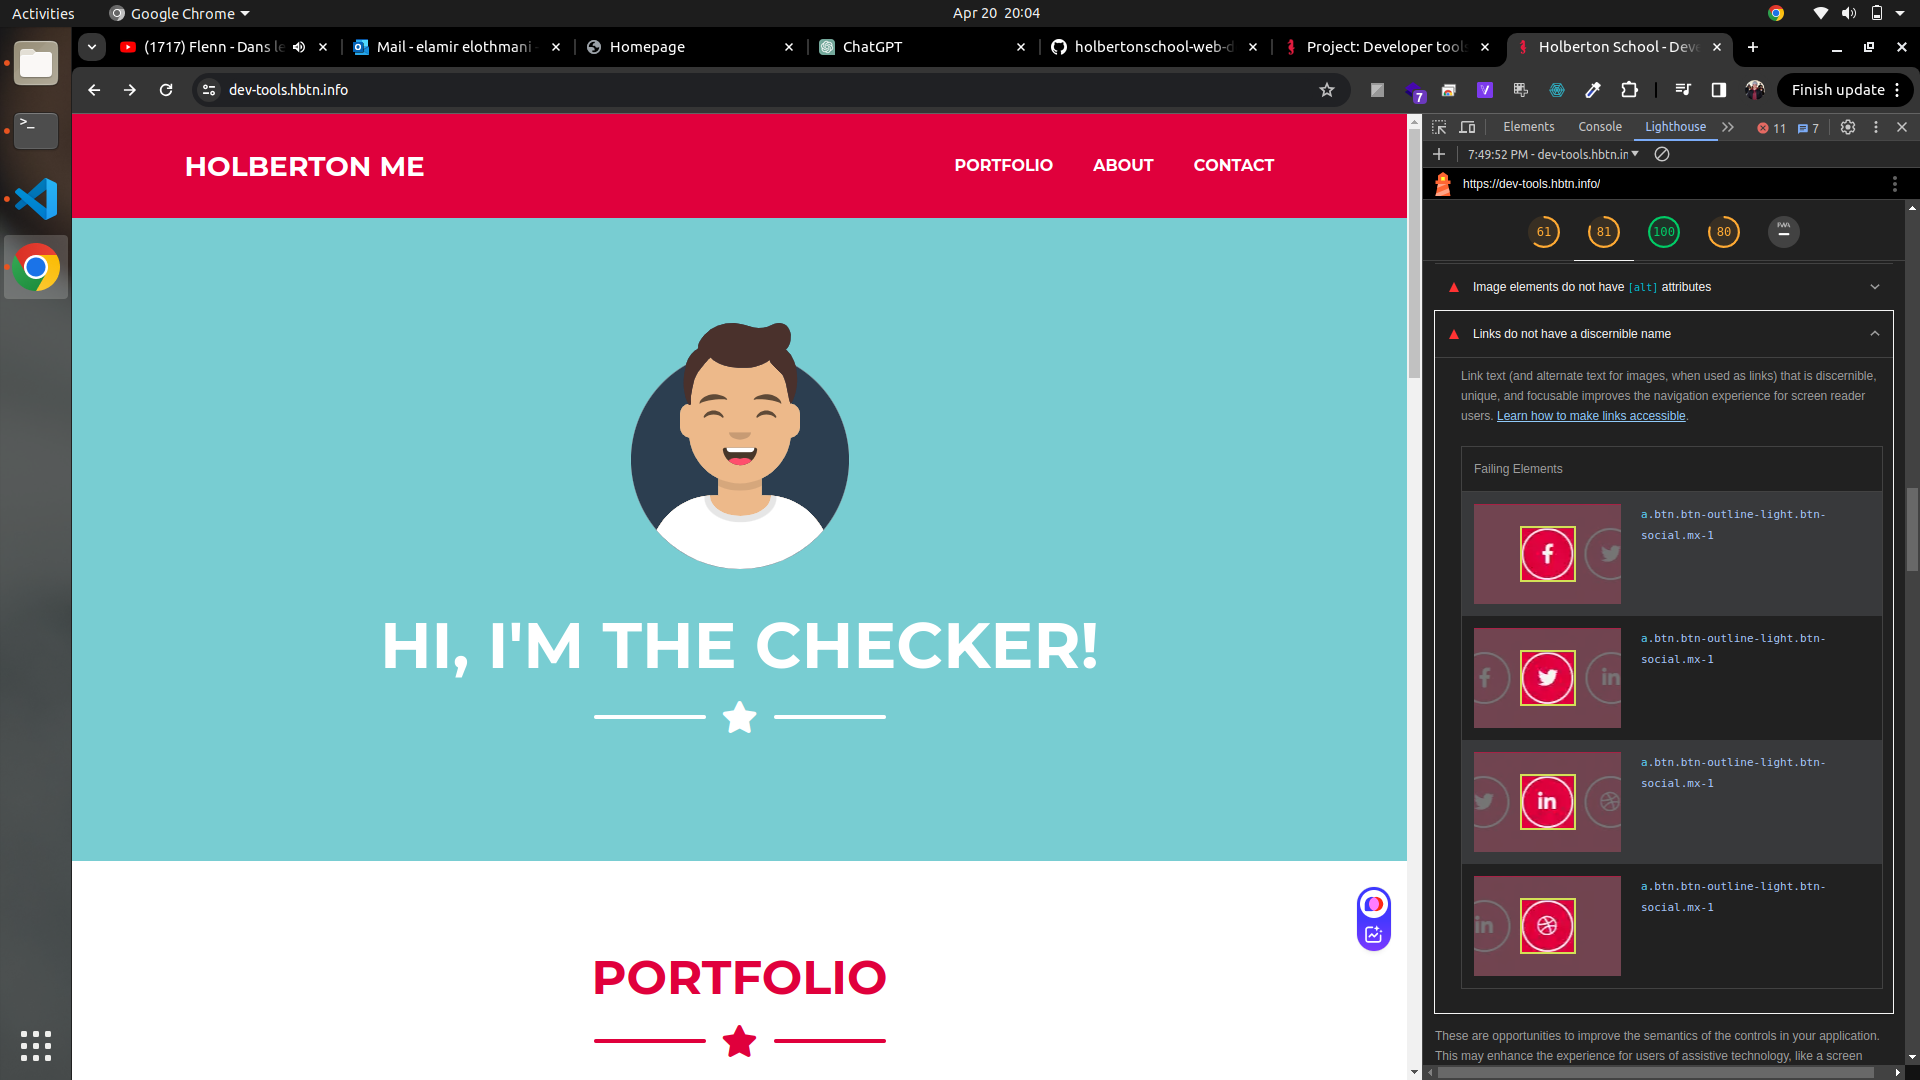 Activities
Google Chrome
Apr 20 20:04
(1717) Flenn - Dans le
Mail - elamir elothmani -
Homepage
ChatGPT
holbertonschool-web-d
Project: Developer tools
Holberton School - Deve
dev-tools.hbtn.info
7
V
Finish update
HOLBERTON ME
PORTFOLIO
ABOUT
CONTACT
HI, I'M THE CHECKER!
PORTFOLIO
Elements
Console
Lighthouse
11
7
7:49:52 PM - dev-tools.hbtn.in
https://dev-tools.hbtn.info/
61
81
100
80
PWA
Image elements do not have [alt] attributes
Links do not have a discernible name
Link text (and alternate text for images, when used as links) that is discernible,
unique, and focusable improves the navigation experience for screen reader
users. Learn how to make links accessible.
Failing Elements
a.btn.btn-outline-light.btn-
social.mx-1
a.btn.btn-outline-light.btn-
social.mx-1
a.btn.btn-outline-light.btn-
social.mx-1
a.btn.btn-outline-light.btn-
social.mx-1
These are opportunities to improve the semantics of the controls in your application.
This may enhance the experience for users of assistive technology, like a screen